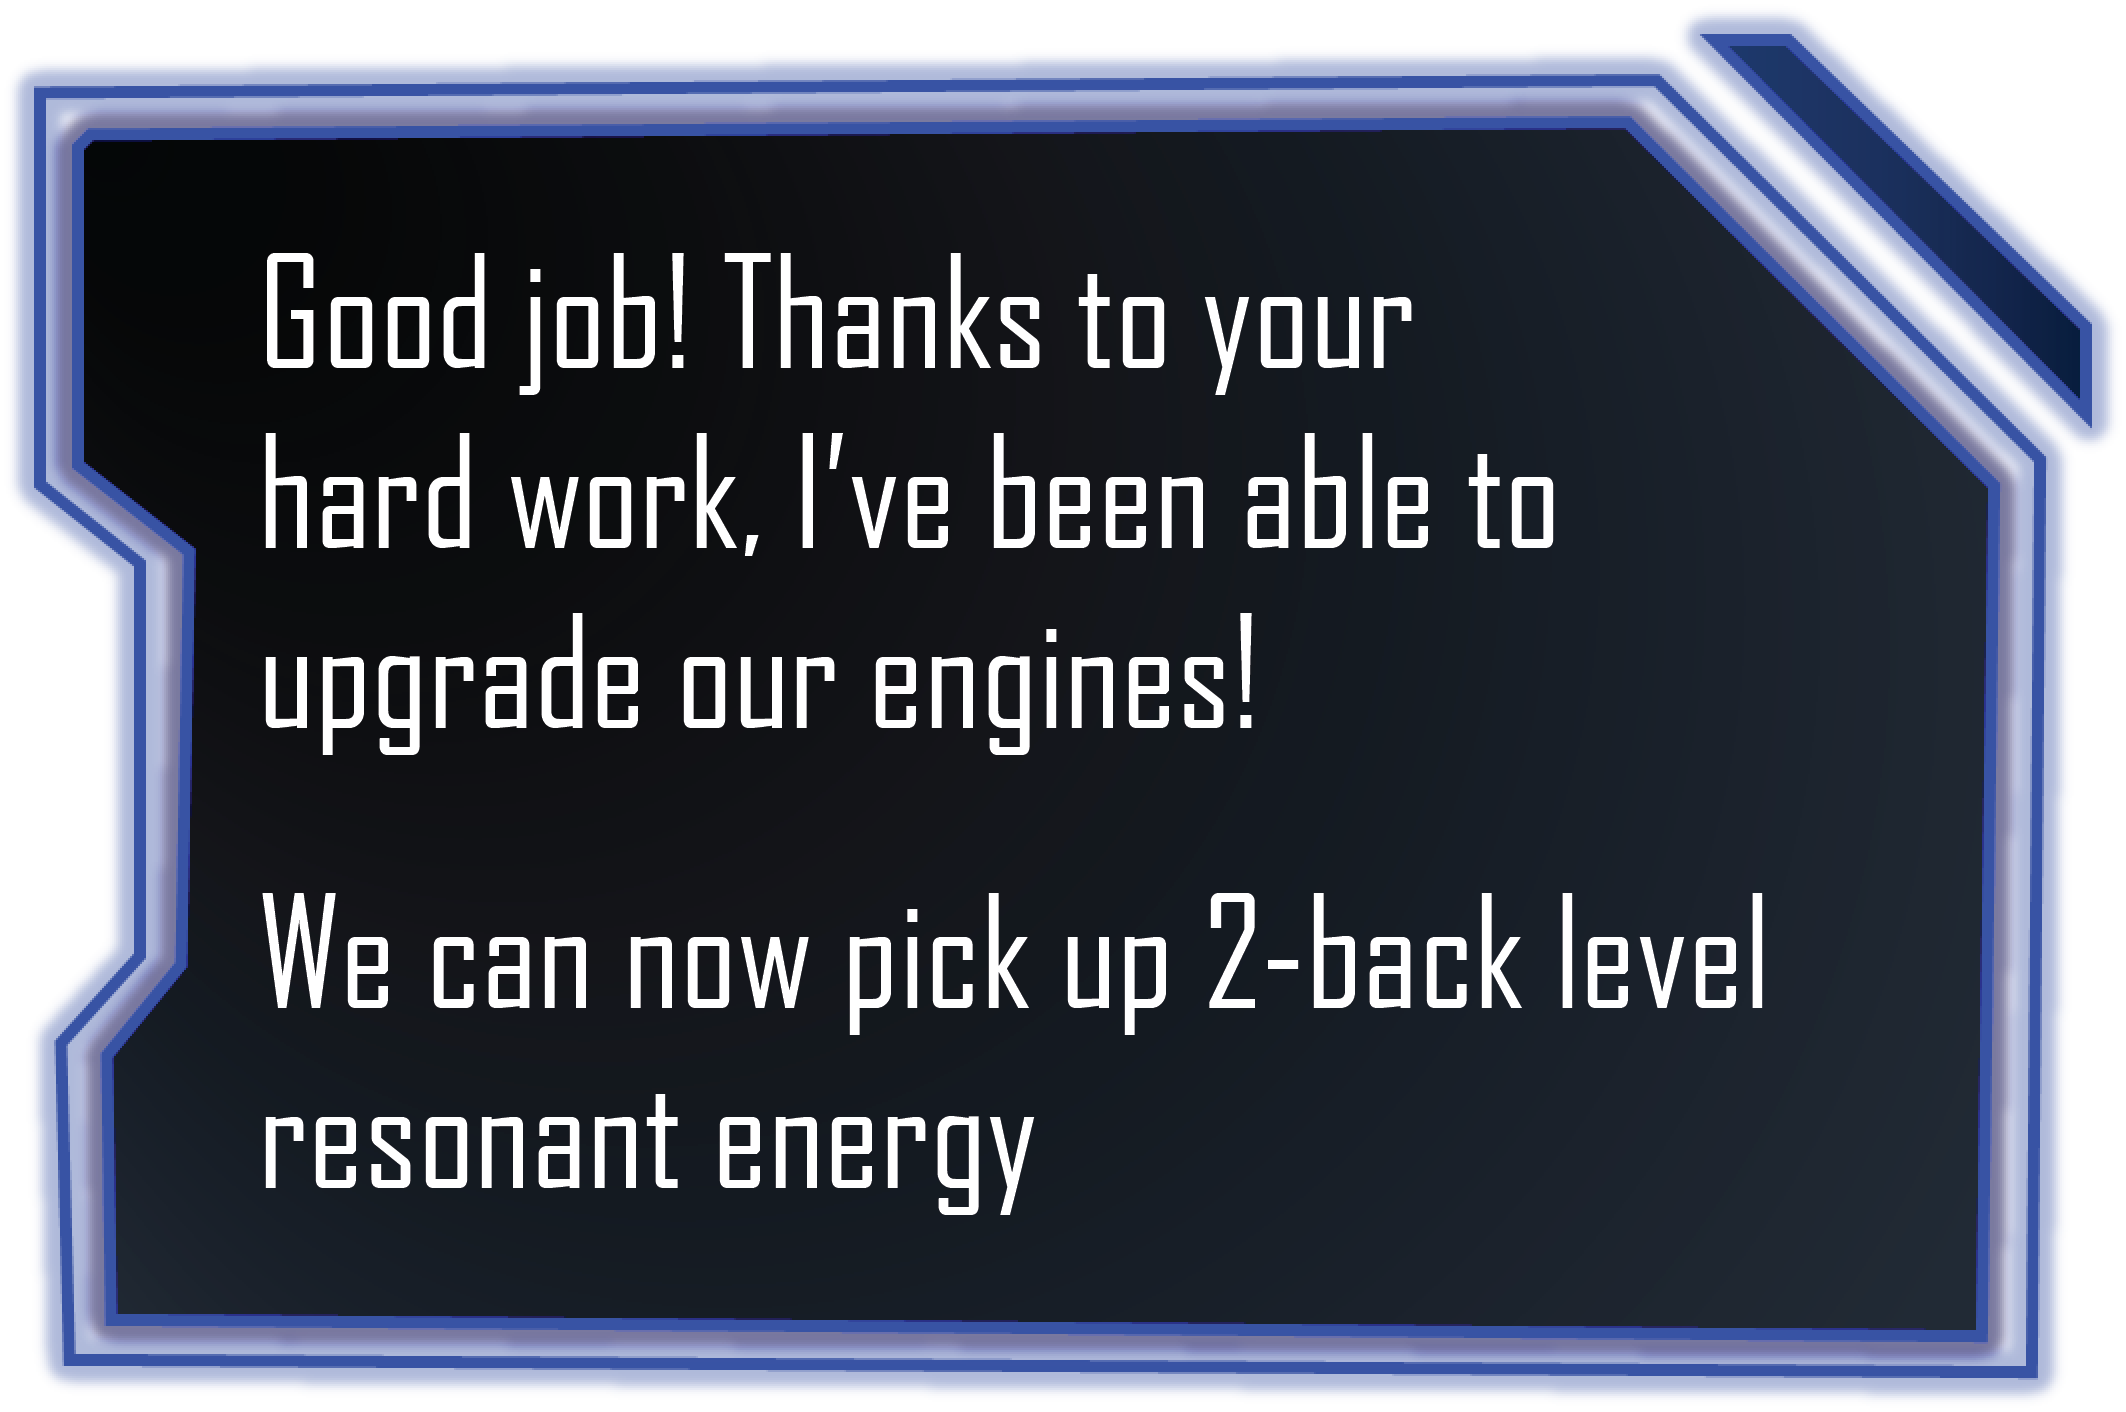 Good job! Thanks to your
hard work, I've been able to
upgrade our engines!
We can now pick up 2-back level
resonant energy